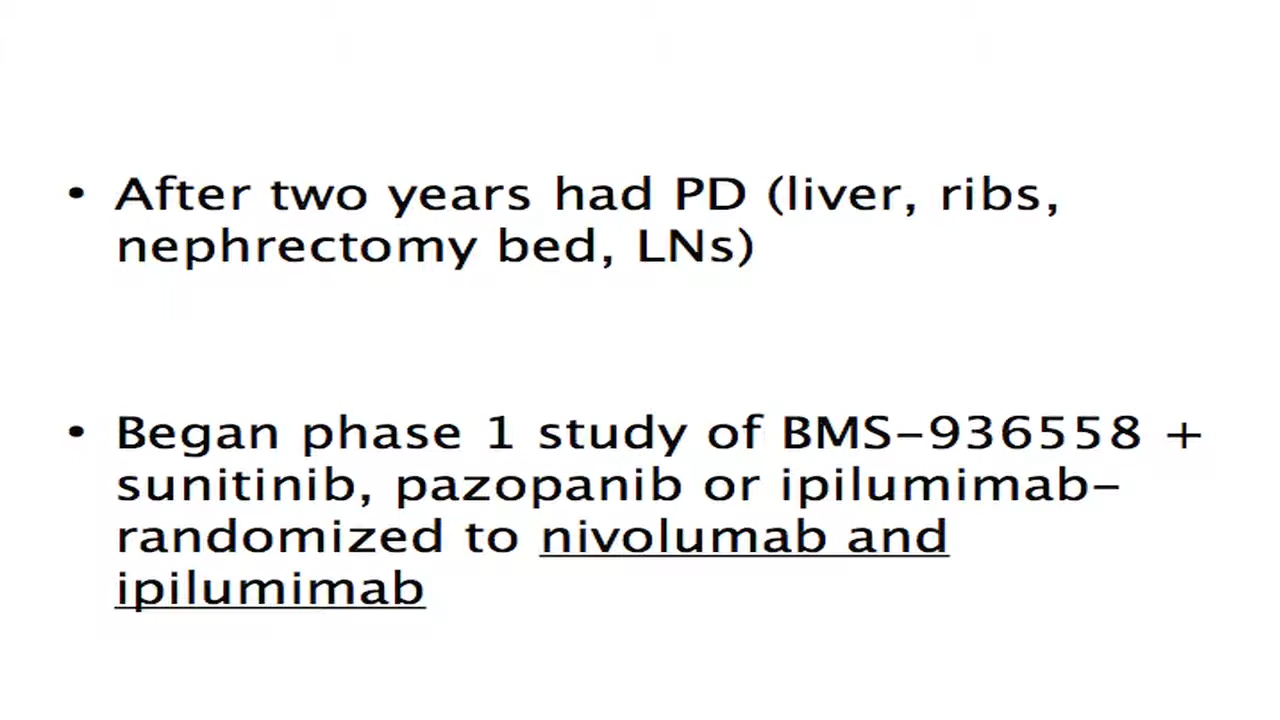 • After two years had PD (liver, ribs,
nephrectomy bed, LNs)
• Began phase 1 study of BMS-936558 +
sunitinib, pazopanib or ipilumimab-
randomized to nivolumab and
ipilumimab